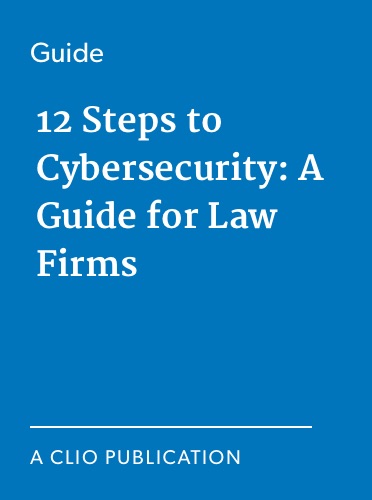 Guide
12 Steps to
Cybersecurity: A
Guide for Law
Firms
A CLIO PUBLICATION